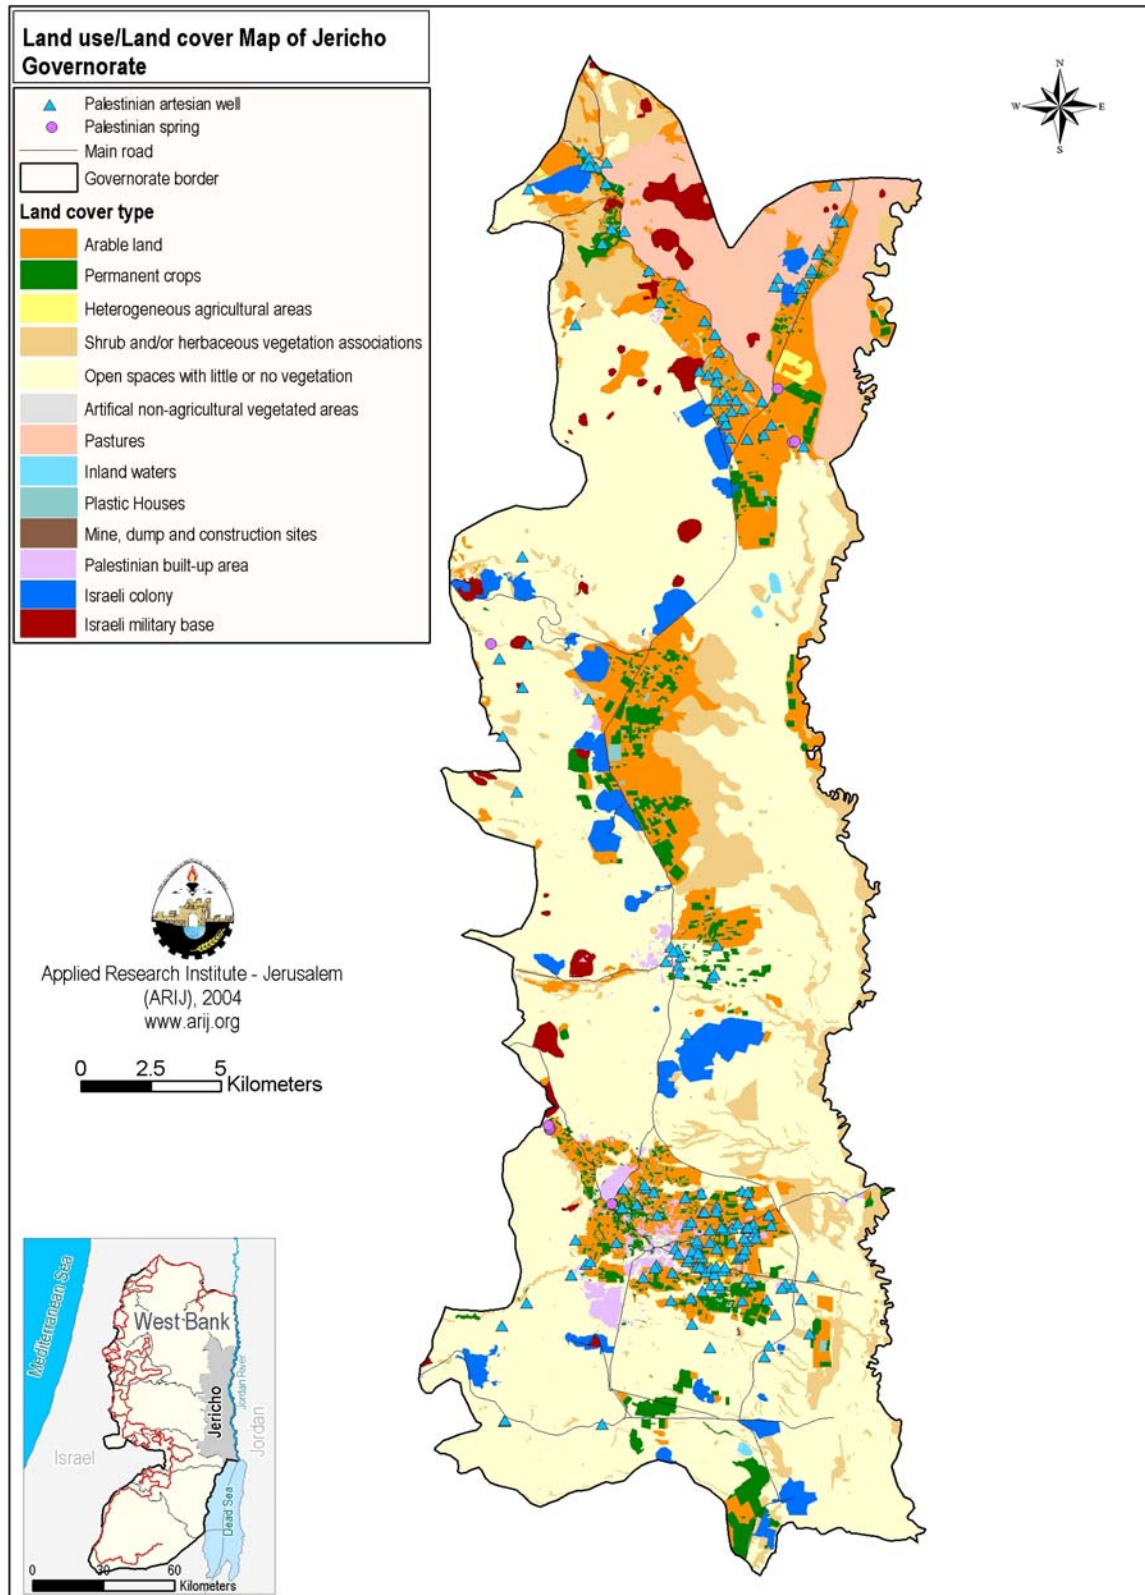 Land use/Land cover Map of Jericho
Governorate
Palestinian artesian well
Palestinian spring
Main road
Governorate border
Land cover type
Arable land
Permanent crops
Heterogeneous agricultural areas
Shrub and/or herbaceous vegetation associations
Open spaces with little or no vegetation
Artifical non-agricultural vegetated areas
Pastures
Inland waters
Plastic Houses
Mine, dump and construction sites
Palestinian built-up area
Israeli colony
Israeli military base
N
W
E
S
Applied Research Institute - Jerusalem
(ARIJ), 2004
www.arij.org
0 2.5 5
Kilometers
Mediterranean Sea
West Bank
Jericho
Jordan River
Jordan
Israel
Dead Sea
0 30 60
Kilometers